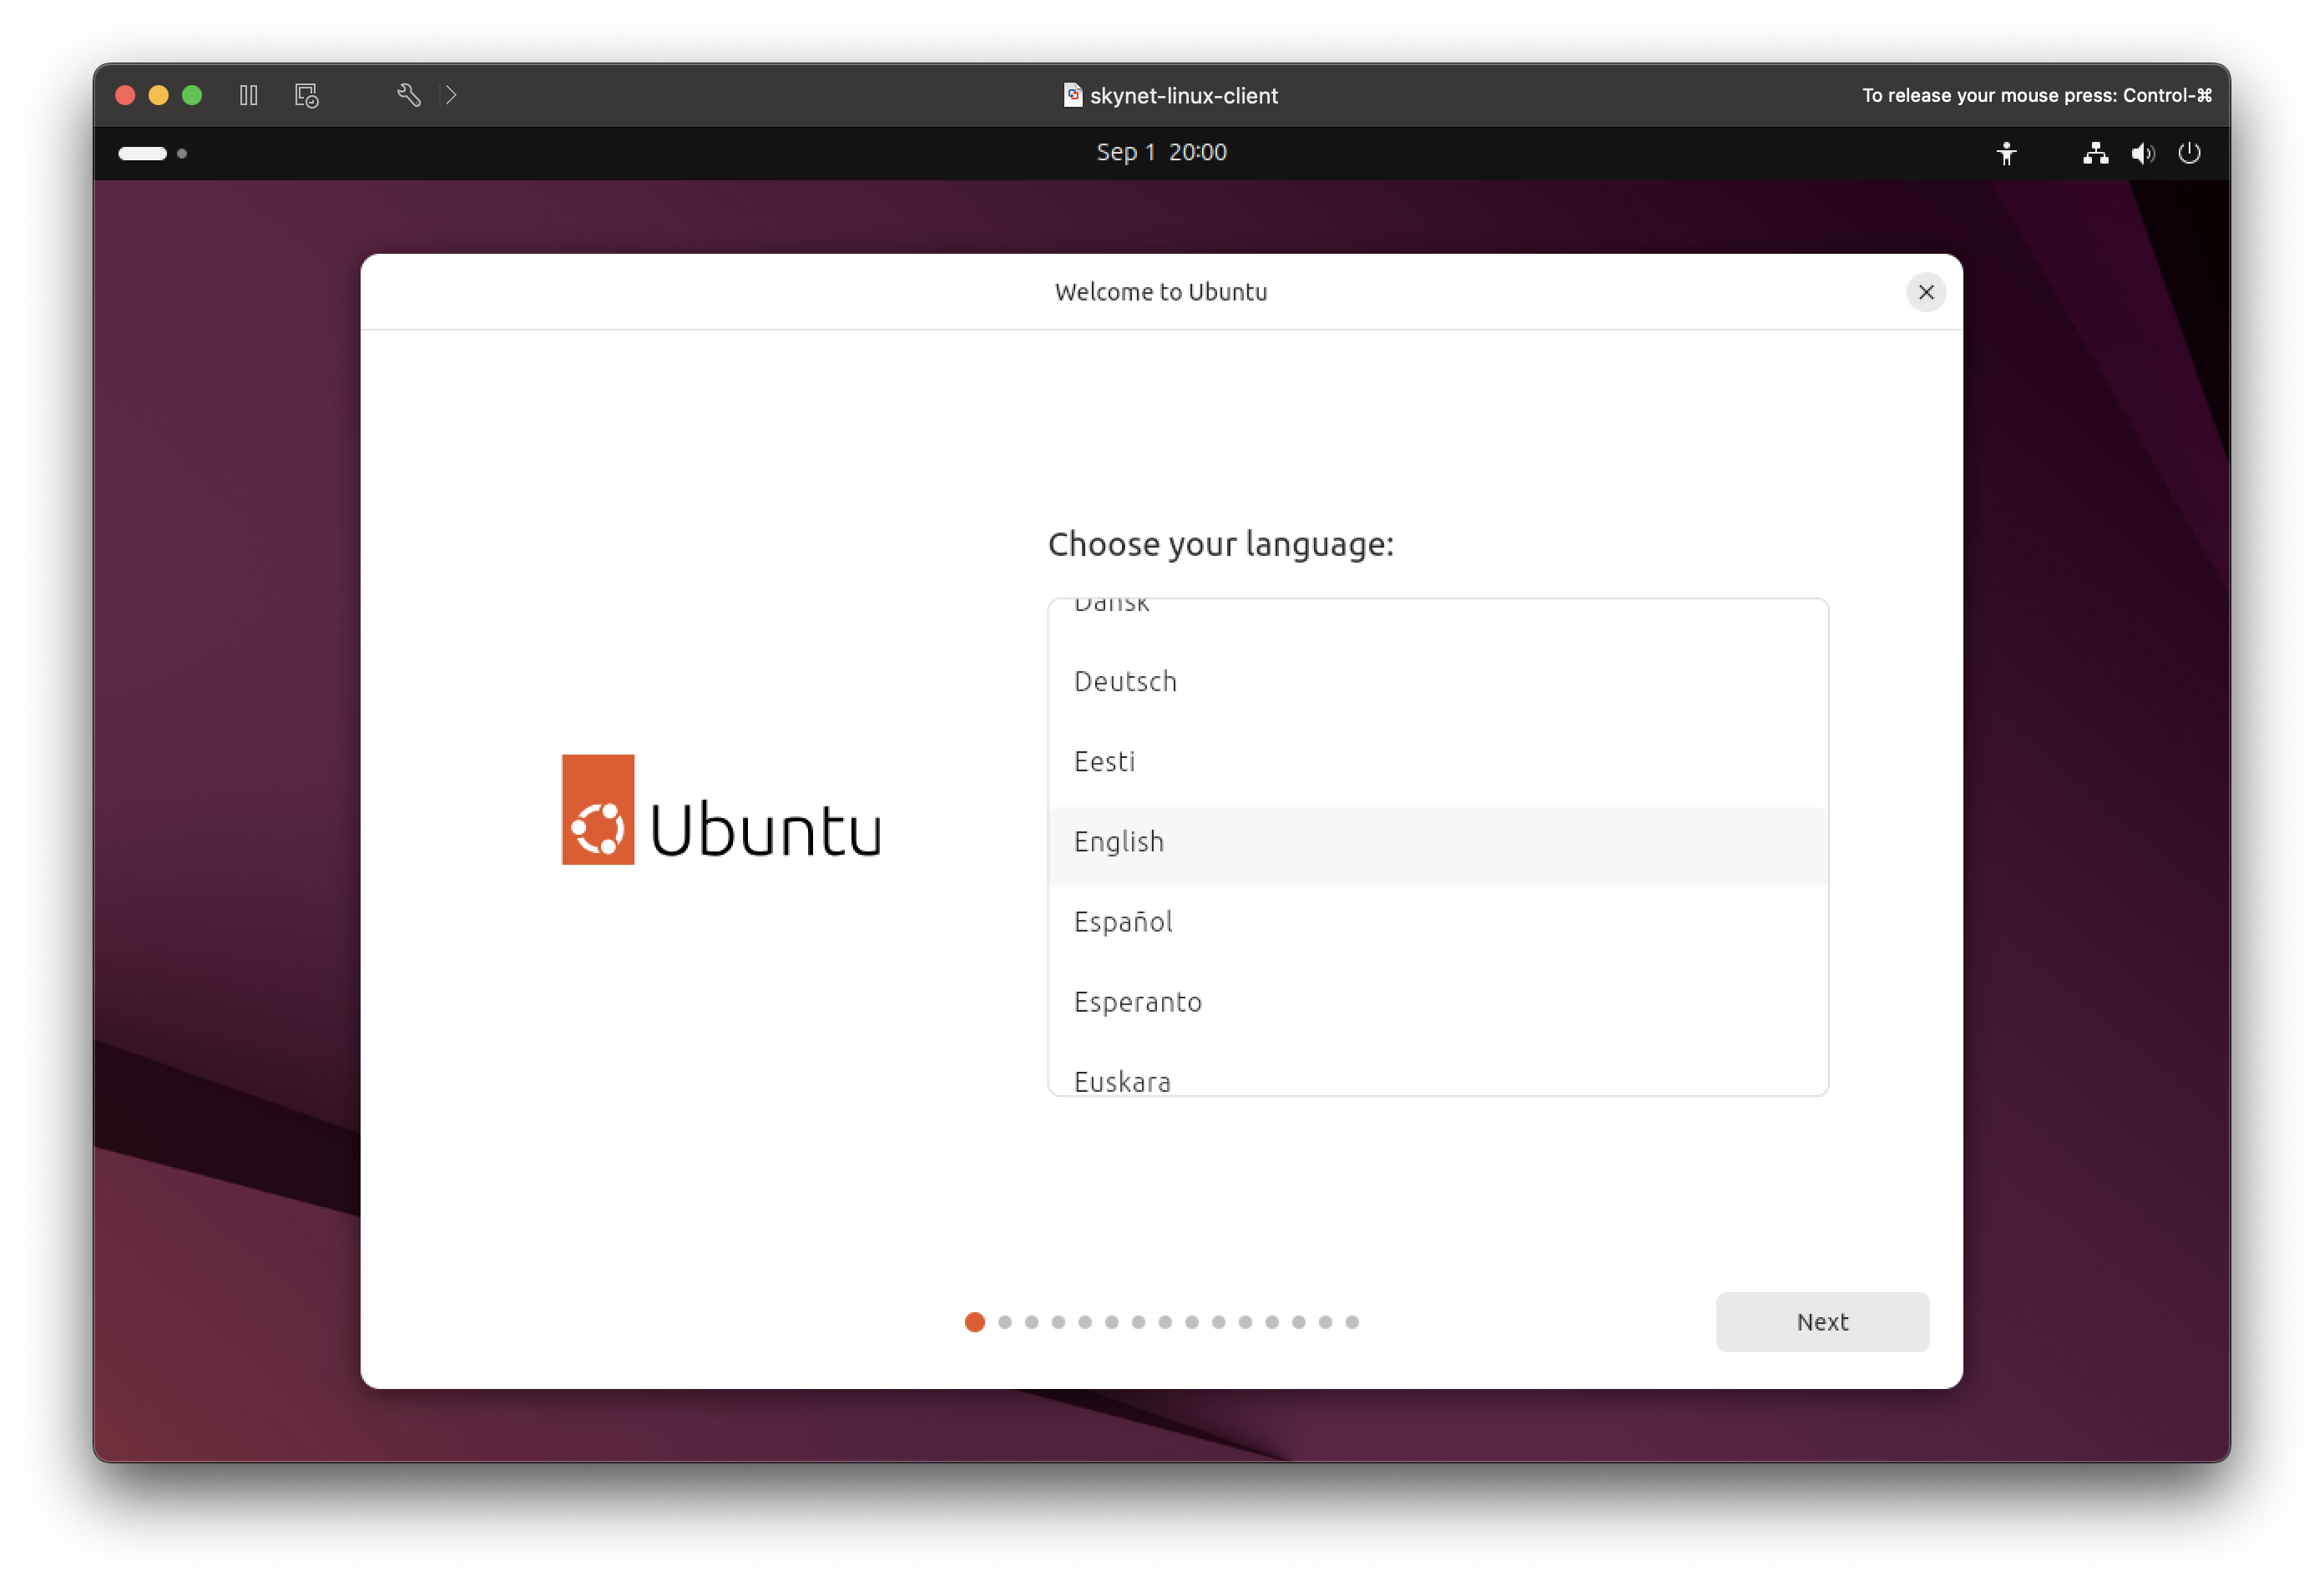 skynet-linux-client
To release your mouse press: Control-⌘
Sep 1 20:00
Welcome to Ubuntu
Choose your language:
Dansk
Deutsch
Eesti
English
Español
Esperanto
Euskara
Ubuntu
Next